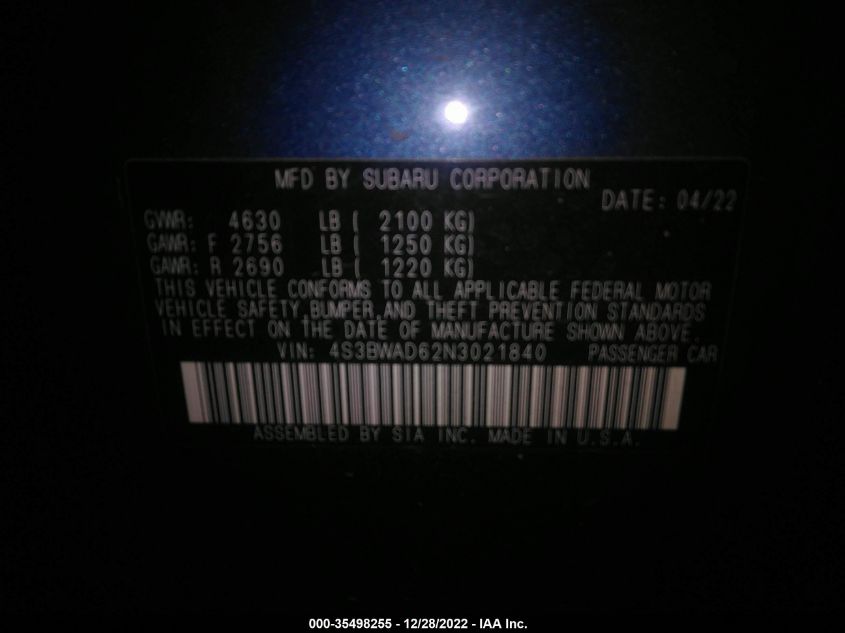 MFD BY SUBARU CORPORATION
DATE: 04/22
GVWR: 4630 LB ( 2100 KG)
GAWR: F 2756 LB ( 1250 KG)
GAWR: R 2690 LB ( 1220 KG)
THIS VEHICLE CONFORMS TO ALL APPLICABLE FEDERAL MOTOR
VEHICLE SAFETY,BUMPER,AND THEFT PREVENTION STANDARDS
IN EFFECT ON THE DATE OF MANUFACTURE SHOWN ABOVE.
VIN: 4S3BWAD62N3021840 PASSENGER CAR
ASSEMBLED BY SIA INC. MADE IN U.S.A.
000-35498255 - 12/28/2022 - IAA Inc.